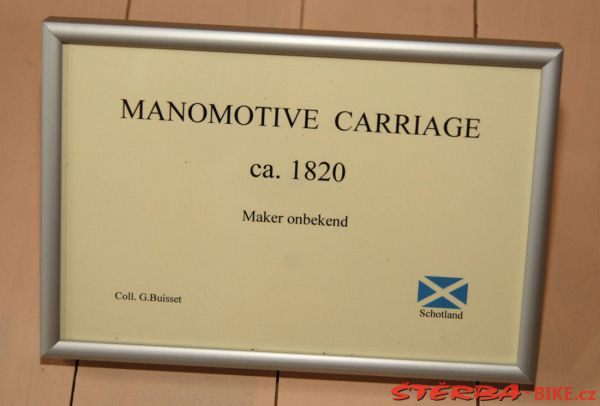 MANOMOTIVE CARRIAGE
ca. 1820
Maker onbekend
Coll. G.Buisset
Schotland
ŠTĚRBA-BIKE.cz